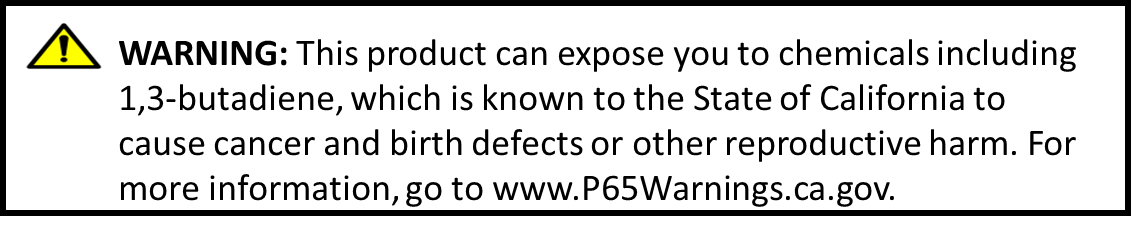 WARNING: This product can expose you to chemicals including
1,3-butadiene, which is known to the State of California to
cause cancer and birth defects or other reproductive harm. For
more information, go to www.P65Warnings.ca.gov.